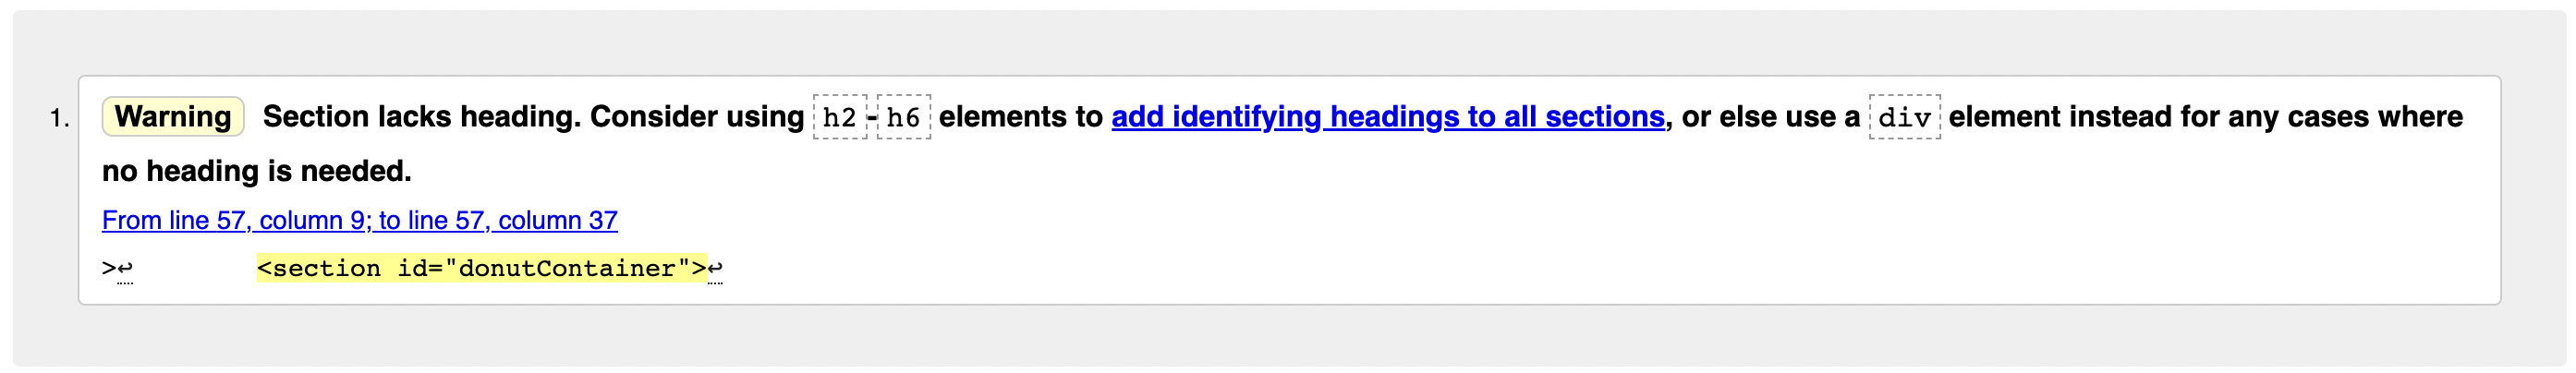 1. Warning Section lacks heading. Consider using h2-h6 elements to add identifying headings to all sections, or else use a div element instead for any cases where
no heading is needed.
From line 57, column 9; to line 57, column 37
>↩        <section id="donutContainer">↩